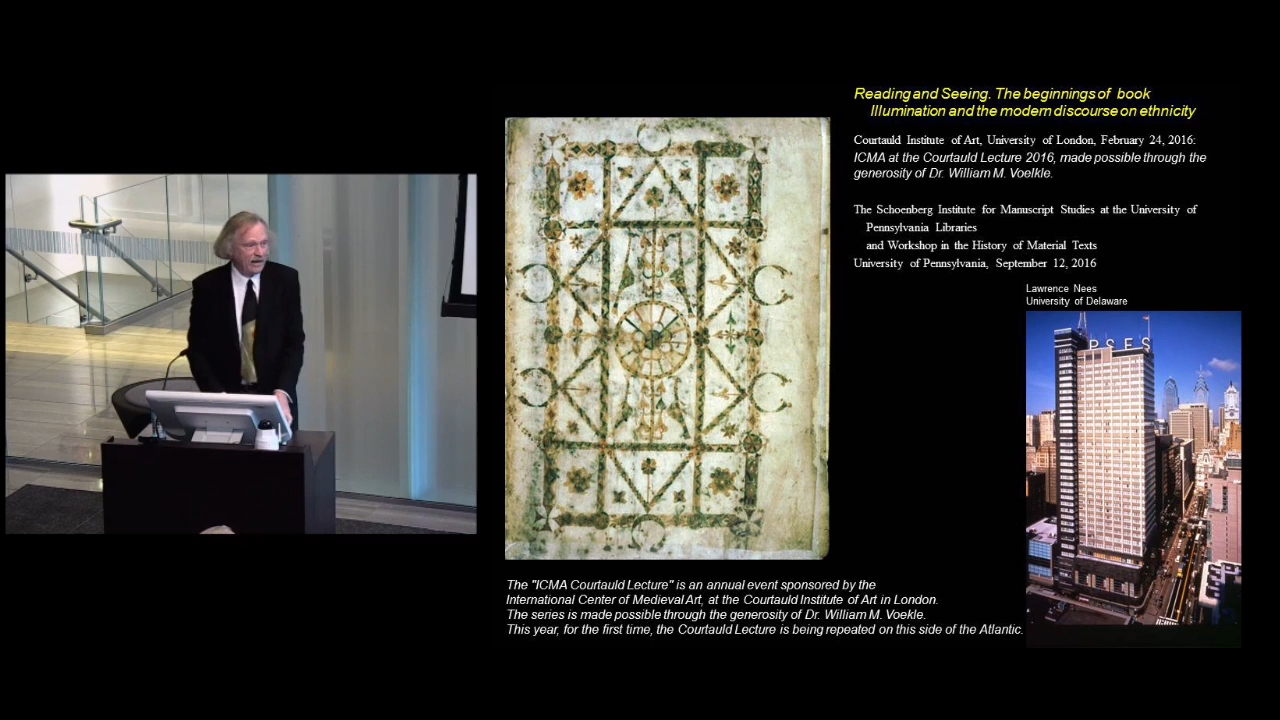 Reading and Seeing. The beginnings of book
Illumination and the modern discourse on ethnicity
Courtauld Institute of Art, University of London, February 24, 2016:
ICMA at the Courtauld Lecture 2016, made possible through the
generosity of Dr. William M. Voelkle.
The Schoenberg Institute for Manuscript Studies at the University of
Pennsylvania Libraries
and Workshop in the History of Material Texts
University of Pennsylvania, September 12, 2016
Lawrence Nees
University of Delaware
PSFS
The "ICMA Courtauld Lecture" is an annual event sponsored by the
International Center of Medieval Art, at the Courtauld Institute of Art in London.
The series is made possible through the generosity of Dr. William M. Voekle.
This year, for the first time, the Courtauld Lecture is being repeated on this side of the Atlantic.